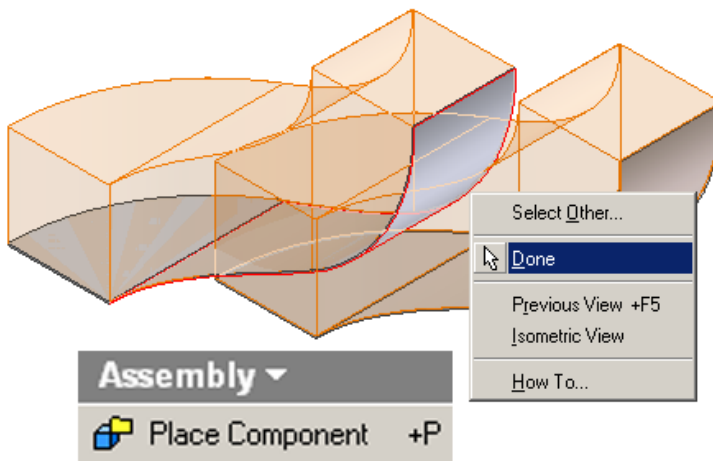 Select Other...
Done
Previous View +F5
Isometric View
How To...
Assembly
Place Component +P